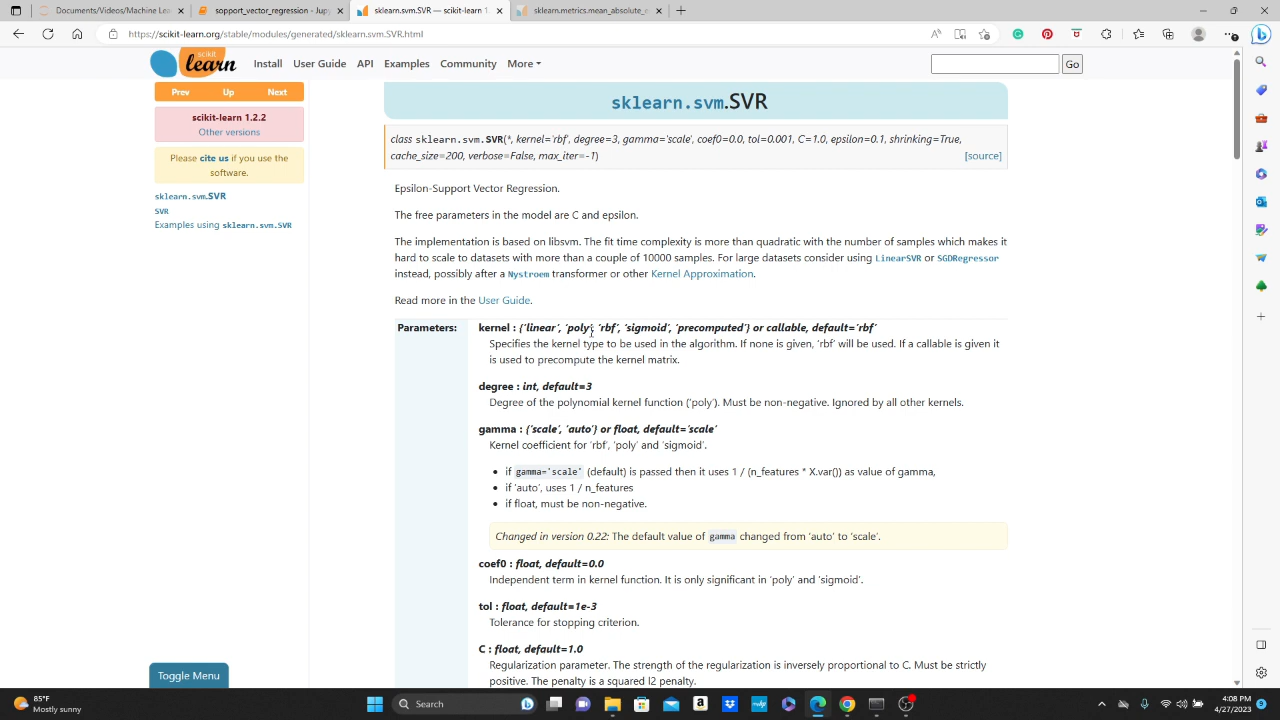 Documents/Videos/Machine Lea
regression - Jup
sklearn.svm.SVR — scikit-learn 1.
sklearn.metrics.mean_absolute_e
https://scikit-learn.org/stable/modules/generated/sklearn.svm.SVR.html
scikit
learn
Install User Guide API Examples Community More
Go
Prev Up Next
scikit-learn 1.2.2
Other versions
Please cite us if you use the
software.
sklearn.svm.SVR
SVR
Examples using sklearn.svm.SVR
sklearn.svm.SVR
class sklearn.svm.SVR(*, kernel='rbf', degree=3, gamma='scale', coef0=0.0, tol=0.001, C=1.0, epsilon=0.1, shrinking=True,
cache_size=200, verbose=False, max_iter=-1) [source]
Epsilon-Support Vector Regression.
The free parameters in the model are C and epsilon.
The implementation is based on libsvm. The fit time complexity is more than quadratic with the number of samples which makes it
hard to scale to datasets with more than a couple of 10000 samples. For large datasets consider using LinearSVR or SGDRegressor
instead, possibly after a Nystroem transformer or other Kernel Approximation.
Read more in the User Guide.
Parameters: kernel : {'linear', 'poly', 'rbf', 'sigmoid', 'precomputed'} or callable, default='rbf'
Specifies the kernel type to be used in the algorithm. If none is given, 'rbf' will be used. If a callable is given it
is used to precompute the kernel matrix.
degree : int, default=3
Degree of the polynomial kernel function ('poly'). Must be non-negative. Ignored by all other kernels.
gamma : {'scale', 'auto'} or float, default='scale'
Kernel coefficient for 'rbf', 'poly' and 'sigmoid'.
• if gamma='scale' (default) is passed then it uses 1 / (n_features * X.var()) as value of gamma,
• if 'auto', uses 1 / n_features
• if float, must be non-negative.
Changed in version 0.22: The default value of gamma changed from 'auto' to 'scale'.
coef0 : float, default=0.0
Independent term in kernel function. It is only significant in 'poly' and 'sigmoid'.
tol : float, default=1e-3
Tolerance for stopping criterion.
C : float, default=1.0
Regularization parameter. The strength of the regularization is inversely proportional to C. Must be strictly
positive. The penalty is a squared l2 penalty.
Toggle Menu
85°F
Mostly sunny
Search
4:08 PM
4/27/2023